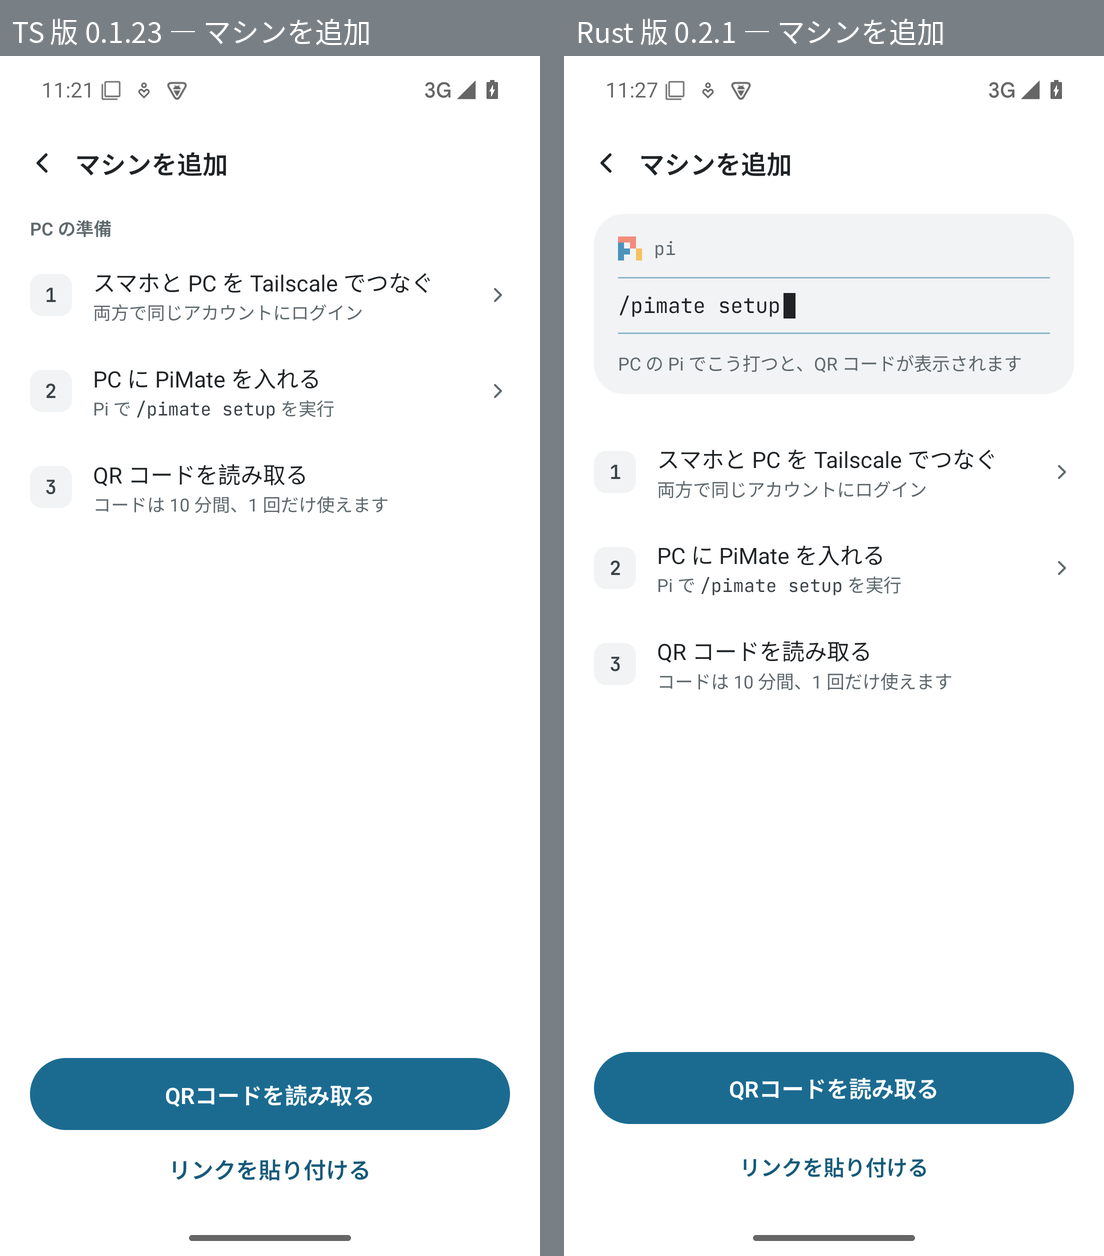 TS 版 0.1.23 — マシンを追加
11:21
3G
マシンを追加
PC の準備
1
スマホと PC を Tailscale でつなぐ
両方で同じアカウントにログイン
2
PC に PiMate を入れる
Pi で /pimate setup を実行
3
QR コードを読み取る
コードは 10 分間、1 回だけ使えます
QRコードを読み取る
リンクを貼り付ける
Rust 版 0.2.1 — マシンを追加
11:27
3G
マシンを追加
pi
/pimate setup
PC の Pi でこう打つと、QR コードが表示されます
1
スマホと PC を Tailscale でつなぐ
両方で同じアカウントにログイン
2
PC に PiMate を入れる
Pi で /pimate setup を実行
3
QR コードを読み取る
コードは 10 分間、1 回だけ使えます
QRコードを読み取る
リンクを貼り付ける